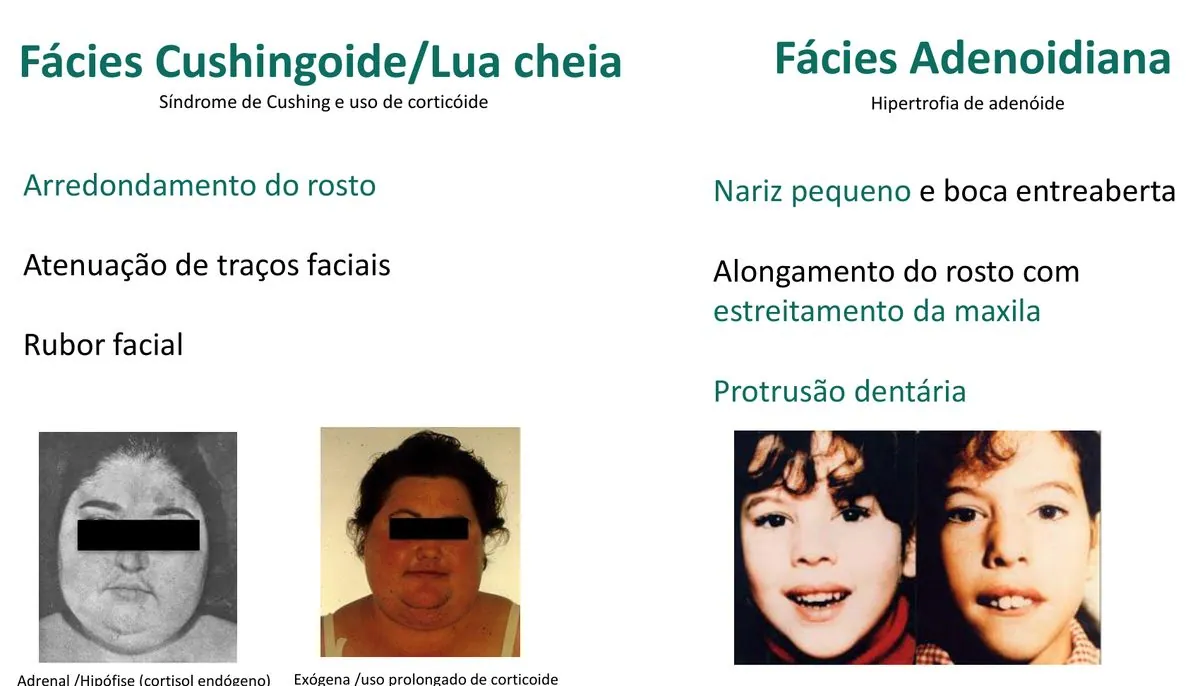 Fácies Cushingoide/Lua cheia
Síndrome de Cushing e uso de corticóide
Arredondamento do rosto
Atenuação de traços faciais
Rubor facial
Adrenal /Hipófise (cortisol endógeno)
Exógena /uso prolongado de corticoide
Fácies Adenoidiana
Hipertrofia de adenóide
Nariz pequeno e boca entreaberta
Alongamento do rosto com
estreitamento da maxila
Protrusão dentária